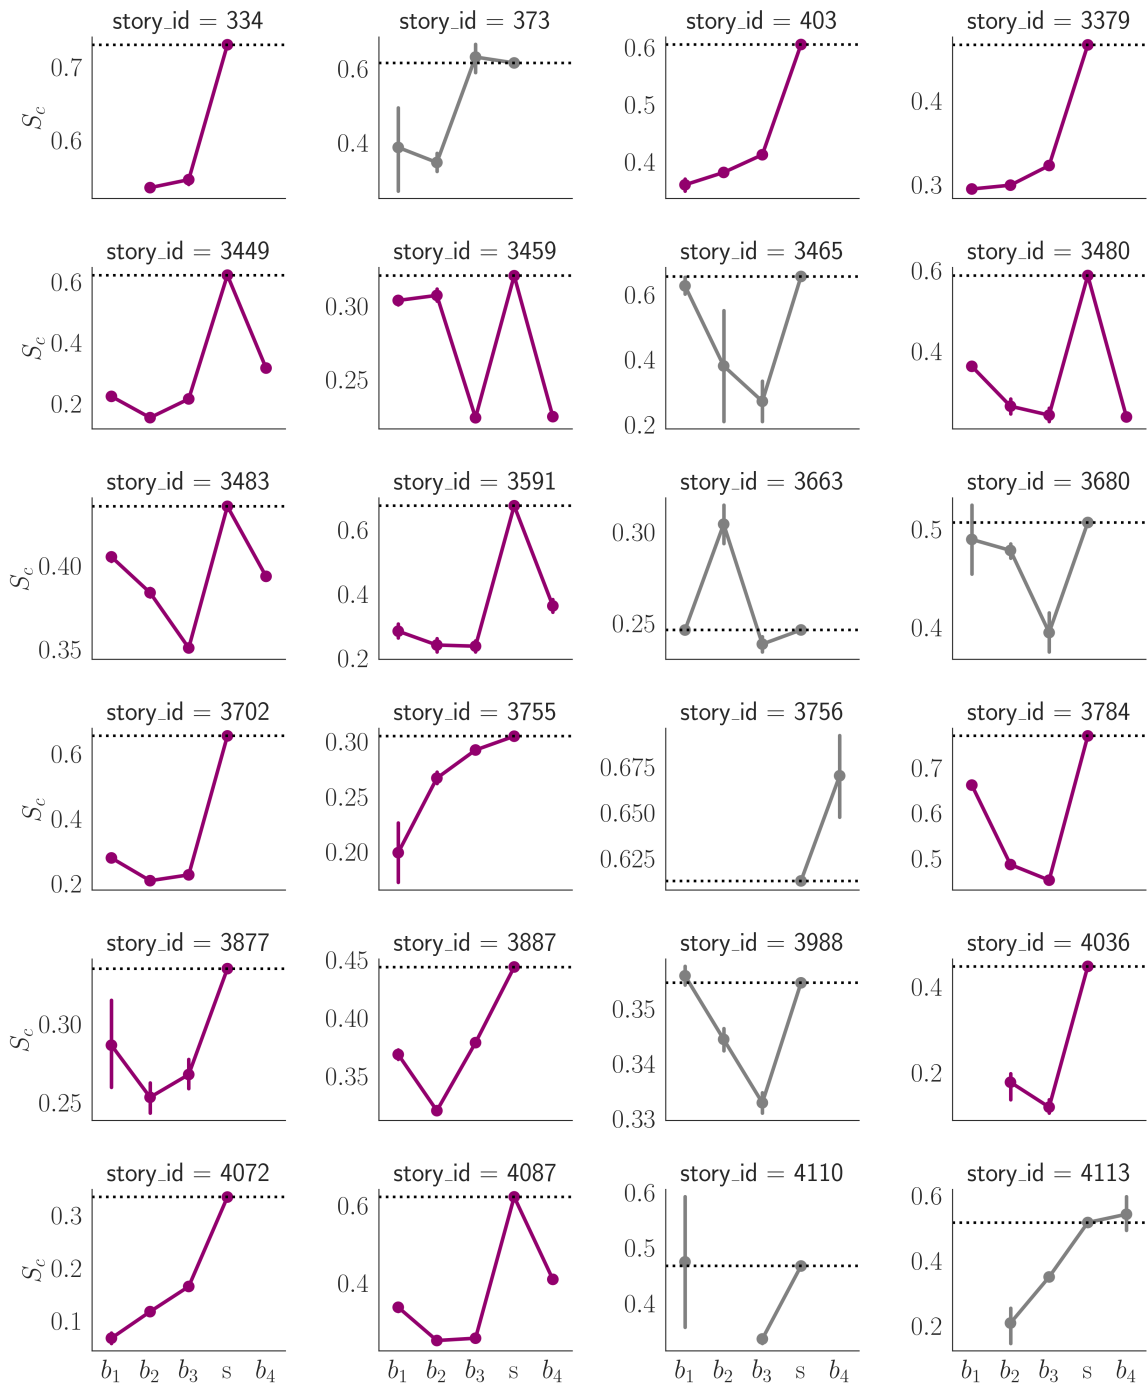 story_id = 334
story_id = 373
story_id = 403
story_id = 3379
0.7
0.6
S_c
0.6
0.4
0.6
0.5
0.4
0.4
0.3
story_id = 3449
story_id = 3459
story_id = 3465
story_id = 3480
0.6
0.4
0.2
S_c
0.30
0.25
0.6
0.4
0.2
0.6
0.4
story_id = 3483
story_id = 3591
story_id = 3663
story_id = 3680
0.40
0.35
S_c
0.6
0.4
0.2
0.30
0.25
0.5
0.4
story_id = 3702
story_id = 3755
story_id = 3756
story_id = 3784
0.6
0.4
0.2
S_c
0.30
0.25
0.20
0.675
0.650
0.625
0.7
0.6
0.5
story_id = 3877
story_id = 3887
story_id = 3988
story_id = 4036
0.30
0.25
S_c
0.45
0.40
0.35
0.35
0.34
0.33
0.4
0.2
story_id = 4072
story_id = 4087
story_id = 4110
story_id = 4113
0.3
0.2
0.1
S_c
0.6
0.4
0.6
0.5
0.4
0.6
0.4
0.2
b_1 b_2 b_3 s b_4
b_1 b_2 b_3 s b_4
b_1 b_2 b_3 s b_4
b_1 b_2 b_3 s b_4